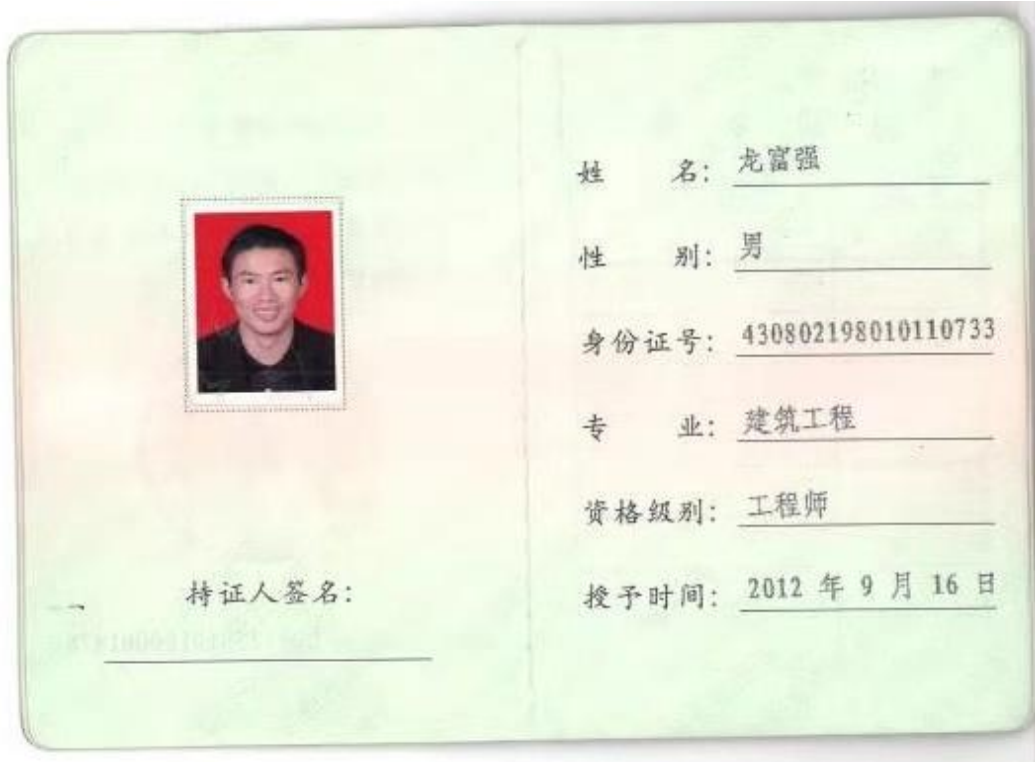 持证人签名:
姓 名: 龙富强
性 别: 男
身份证号: 430802198010110733
专 业: 建筑工程
资格级别: 工程师
授予时间: 2012 年 9 月 16 日